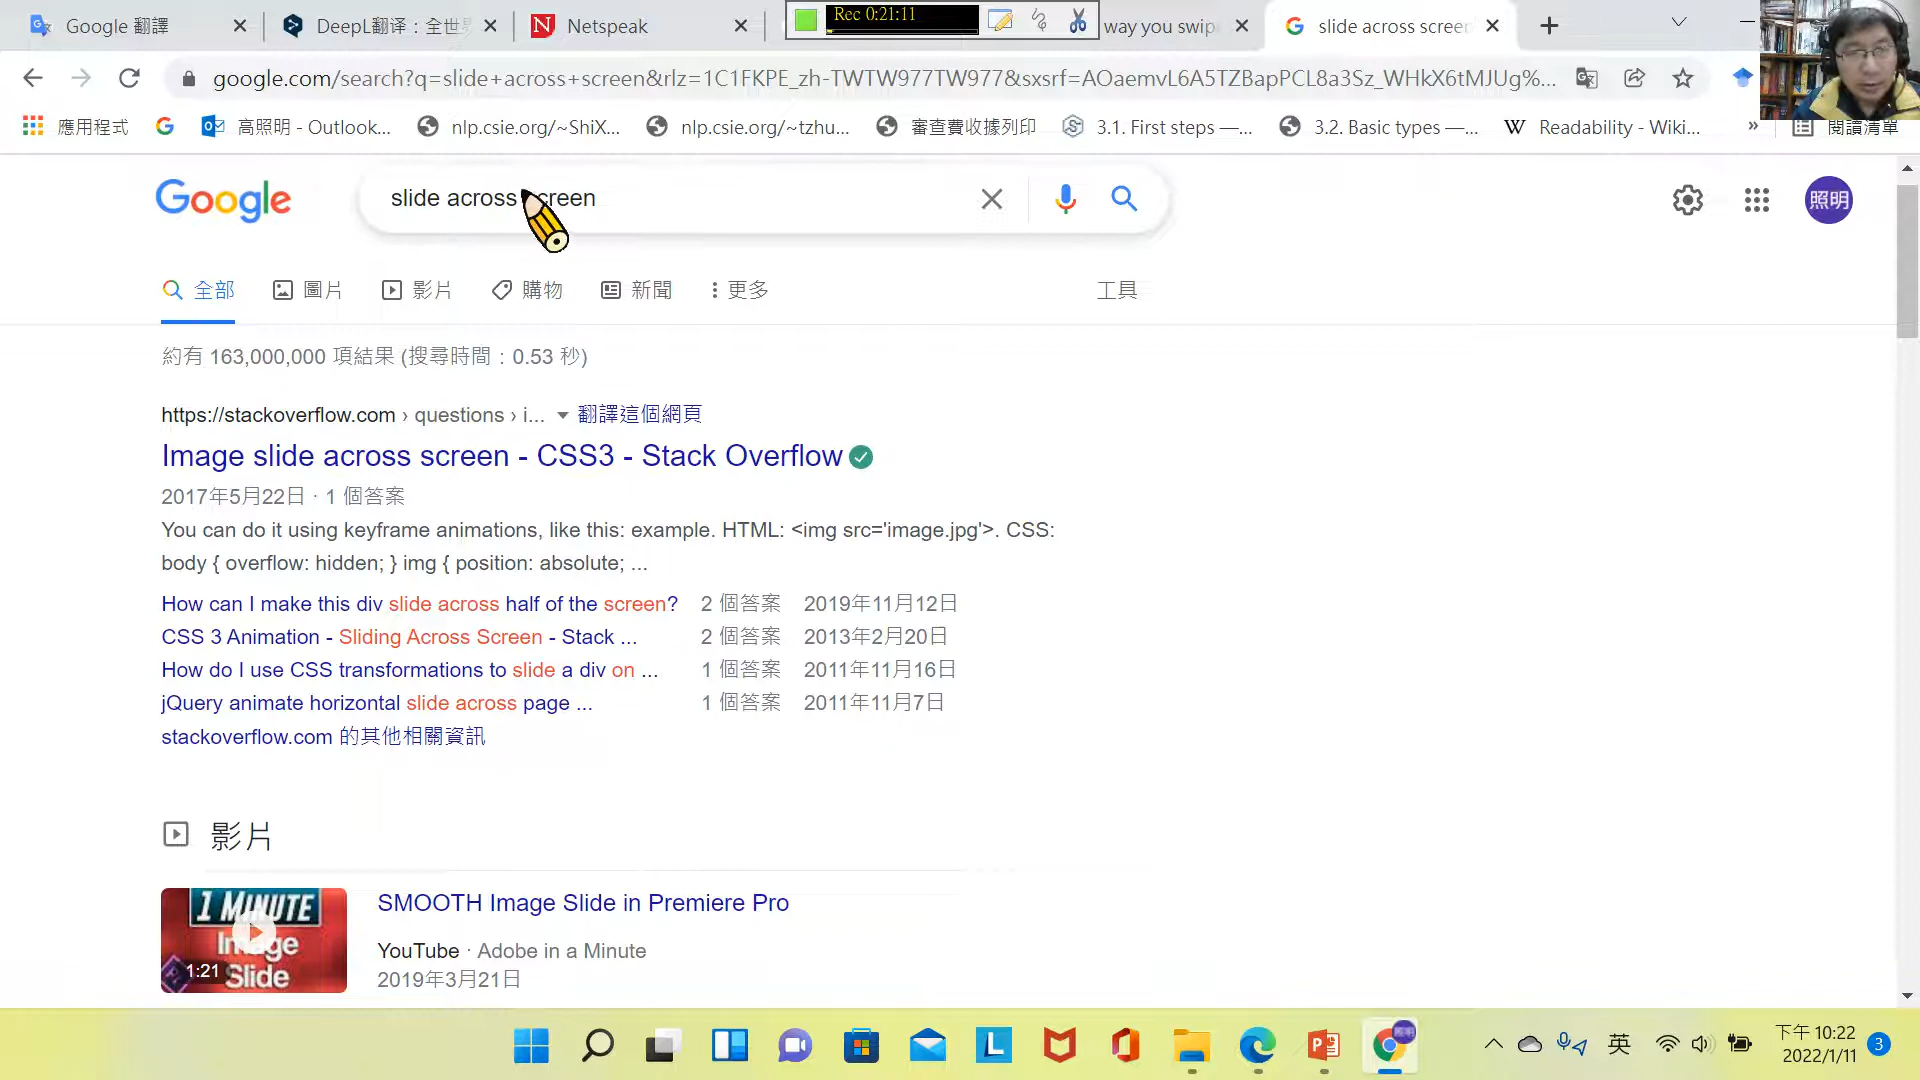 Google 翻譯
DeepL翻译：全世
Netspeak
Rec 0:21:11
way you swip
slide across screen
google.com/search?q=slide+across+screen&rlz=1C1FKPE_zh-TWTW977TW977&sxsrf=AOaemvL6A5TZBapPCL8a3Sz_WHkX6tMJUg%...
應用程式
高照明 - Outlook...
nlp.csie.org/~ShiX...
nlp.csie.org/~tzhu...
審查費收據列印
3.1. First steps —...
3.2. Basic types —...
Readability - Wiki...
»
閱讀清單
Google
slide across screen
照明
全部
圖片
影片
購物
新聞
更多
工具
約有 163,000,000 項結果 (搜尋時間：0.53 秒)
https://stackoverflow.com › questions › i... 翻譯這個網頁
Image slide across screen - CSS3 - Stack Overflow
2017年5月22日 · 1 個答案
You can do it using keyframe animations, like this: example. HTML: <img src='image.jpg'>. CSS:
body { overflow: hidden; } img { position: absolute; ...
How can I make this div slide across half of the screen? 2 個答案 2019年11月12日
CSS 3 Animation - Sliding Across Screen - Stack ... 2 個答案 2013年2月20日
How do I use CSS transformations to slide a div on ... 1 個答案 2011年11月16日
jQuery animate horizontal slide across page ... 1 個答案 2011年11月7日
stackoverflow.com 的其他相關資訊
影片
1 MINUTE
Image
Slide
1:21
SMOOTH Image Slide in Premiere Pro
YouTube · Adobe in a Minute
2019年3月21日
英
下午 10:22
2022/1/11
3